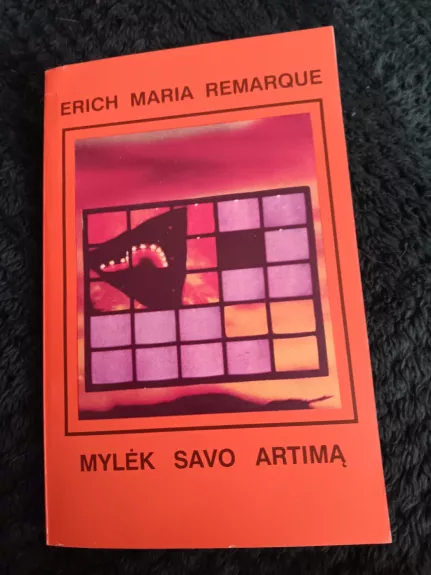 ERICH MARIA REMARQUE
MYLĖK SAVO ARTIMĄ